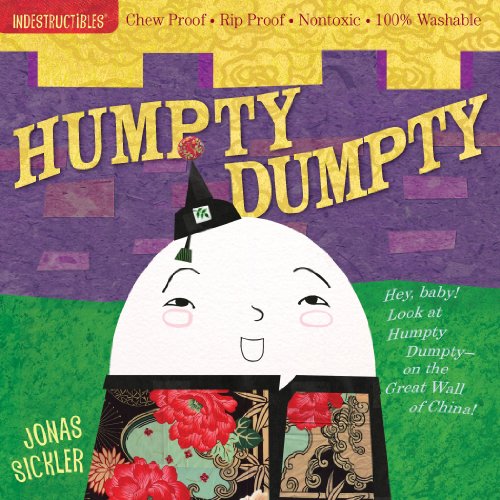 INDESTRUCTIBLES®
Chew Proof • Rip Proof • Nontoxic • 100% Washable
HUMPTY
DUMPTY
Hey, baby!
Look at
Humpty
Dumpty—
on the
Great Wall
of China!
JONAS
SICKLER